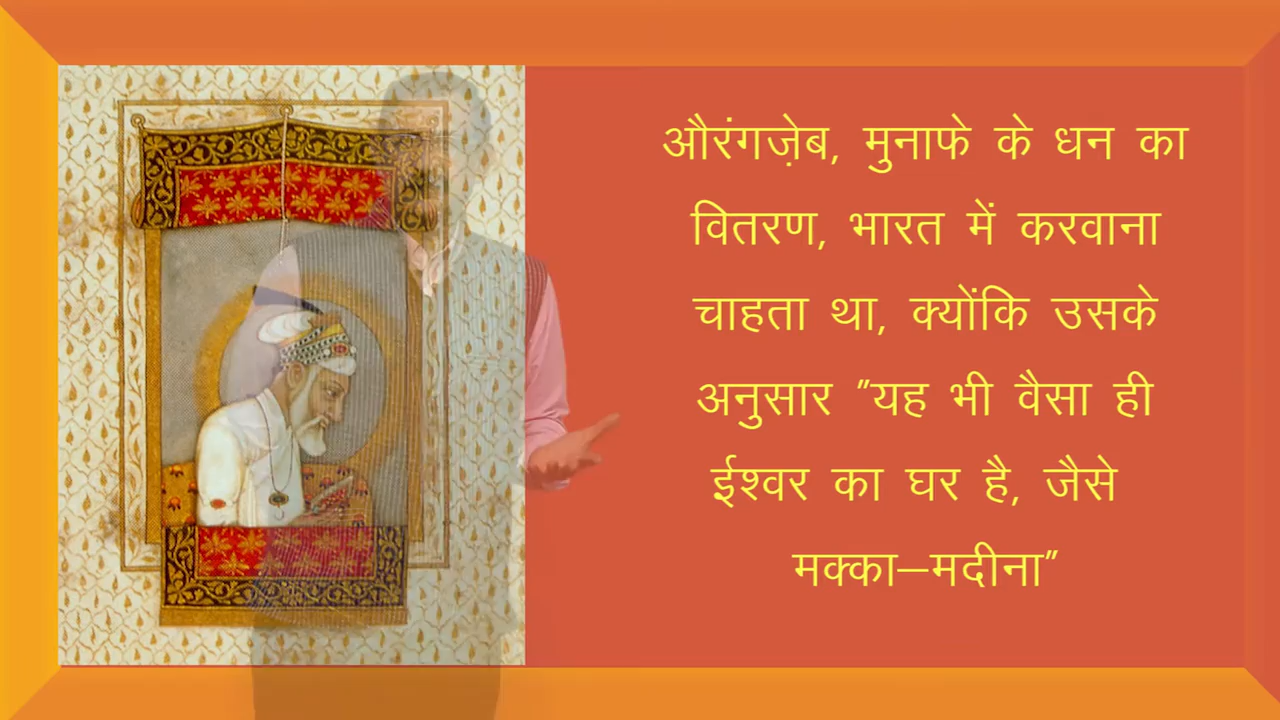 औरंगज़ेब, मुनाफे के धन का
वितरण, भारत में करवाना
चाहता था, क्योंकि उसके
अनुसार "यह भी वैसा ही
ईश्वर का घर है, जैसे
मक्का–मदीना"